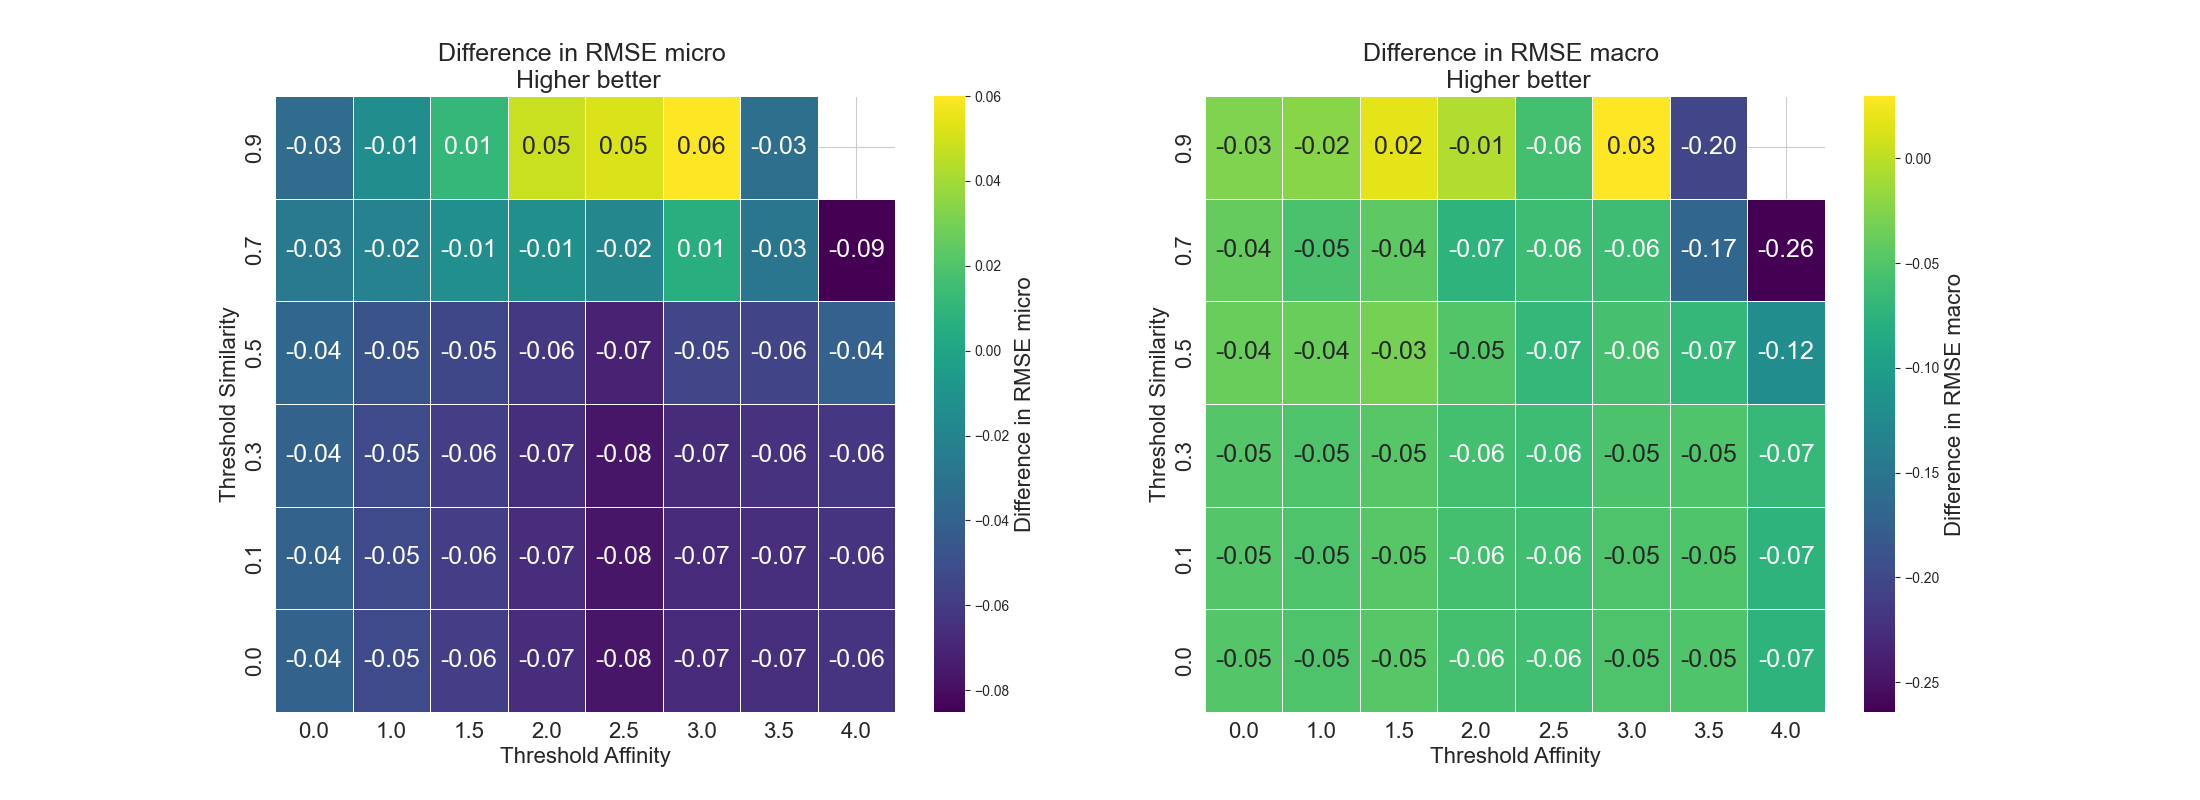 Difference in RMSE micro
Higher better
0.9 -0.03 -0.01 0.01 0.05 0.05 0.06 -0.03
0.7 -0.03 -0.02 -0.01 -0.01 -0.02 0.01 -0.03 -0.09
0.5 -0.04 -0.05 -0.05 -0.06 -0.07 -0.05 -0.06 -0.04
0.3 -0.04 -0.05 -0.06 -0.07 -0.08 -0.07 -0.06 -0.06
0.1 -0.04 -0.05 -0.06 -0.07 -0.08 -0.07 -0.07 -0.06
0.0 -0.04 -0.05 -0.06 -0.07 -0.08 -0.07 -0.07 -0.06
0.0 1.0 1.5 2.0 2.5 3.0 3.5 4.0
Threshold Affinity
Threshold Similarity
0.06
0.04
0.02
0.00
−0.02
−0.04
−0.06
−0.08
Difference in RMSE micro
Difference in RMSE macro
Higher better
0.9 -0.03 -0.02 0.02 -0.01 -0.06 0.03 -0.20
0.7 -0.04 -0.05 -0.04 -0.07 -0.06 -0.06 -0.17 -0.26
0.5 -0.04 -0.04 -0.03 -0.05 -0.07 -0.06 -0.07 -0.12
0.3 -0.05 -0.05 -0.05 -0.06 -0.06 -0.05 -0.05 -0.07
0.1 -0.05 -0.05 -0.05 -0.06 -0.06 -0.05 -0.05 -0.07
0.0 -0.05 -0.05 -0.05 -0.06 -0.06 -0.05 -0.05 -0.07
0.0 1.0 1.5 2.0 2.5 3.0 3.5 4.0
Threshold Affinity
Threshold Similarity
0.00
−0.05
−0.10
−0.15
−0.20
−0.25
Difference in RMSE macro